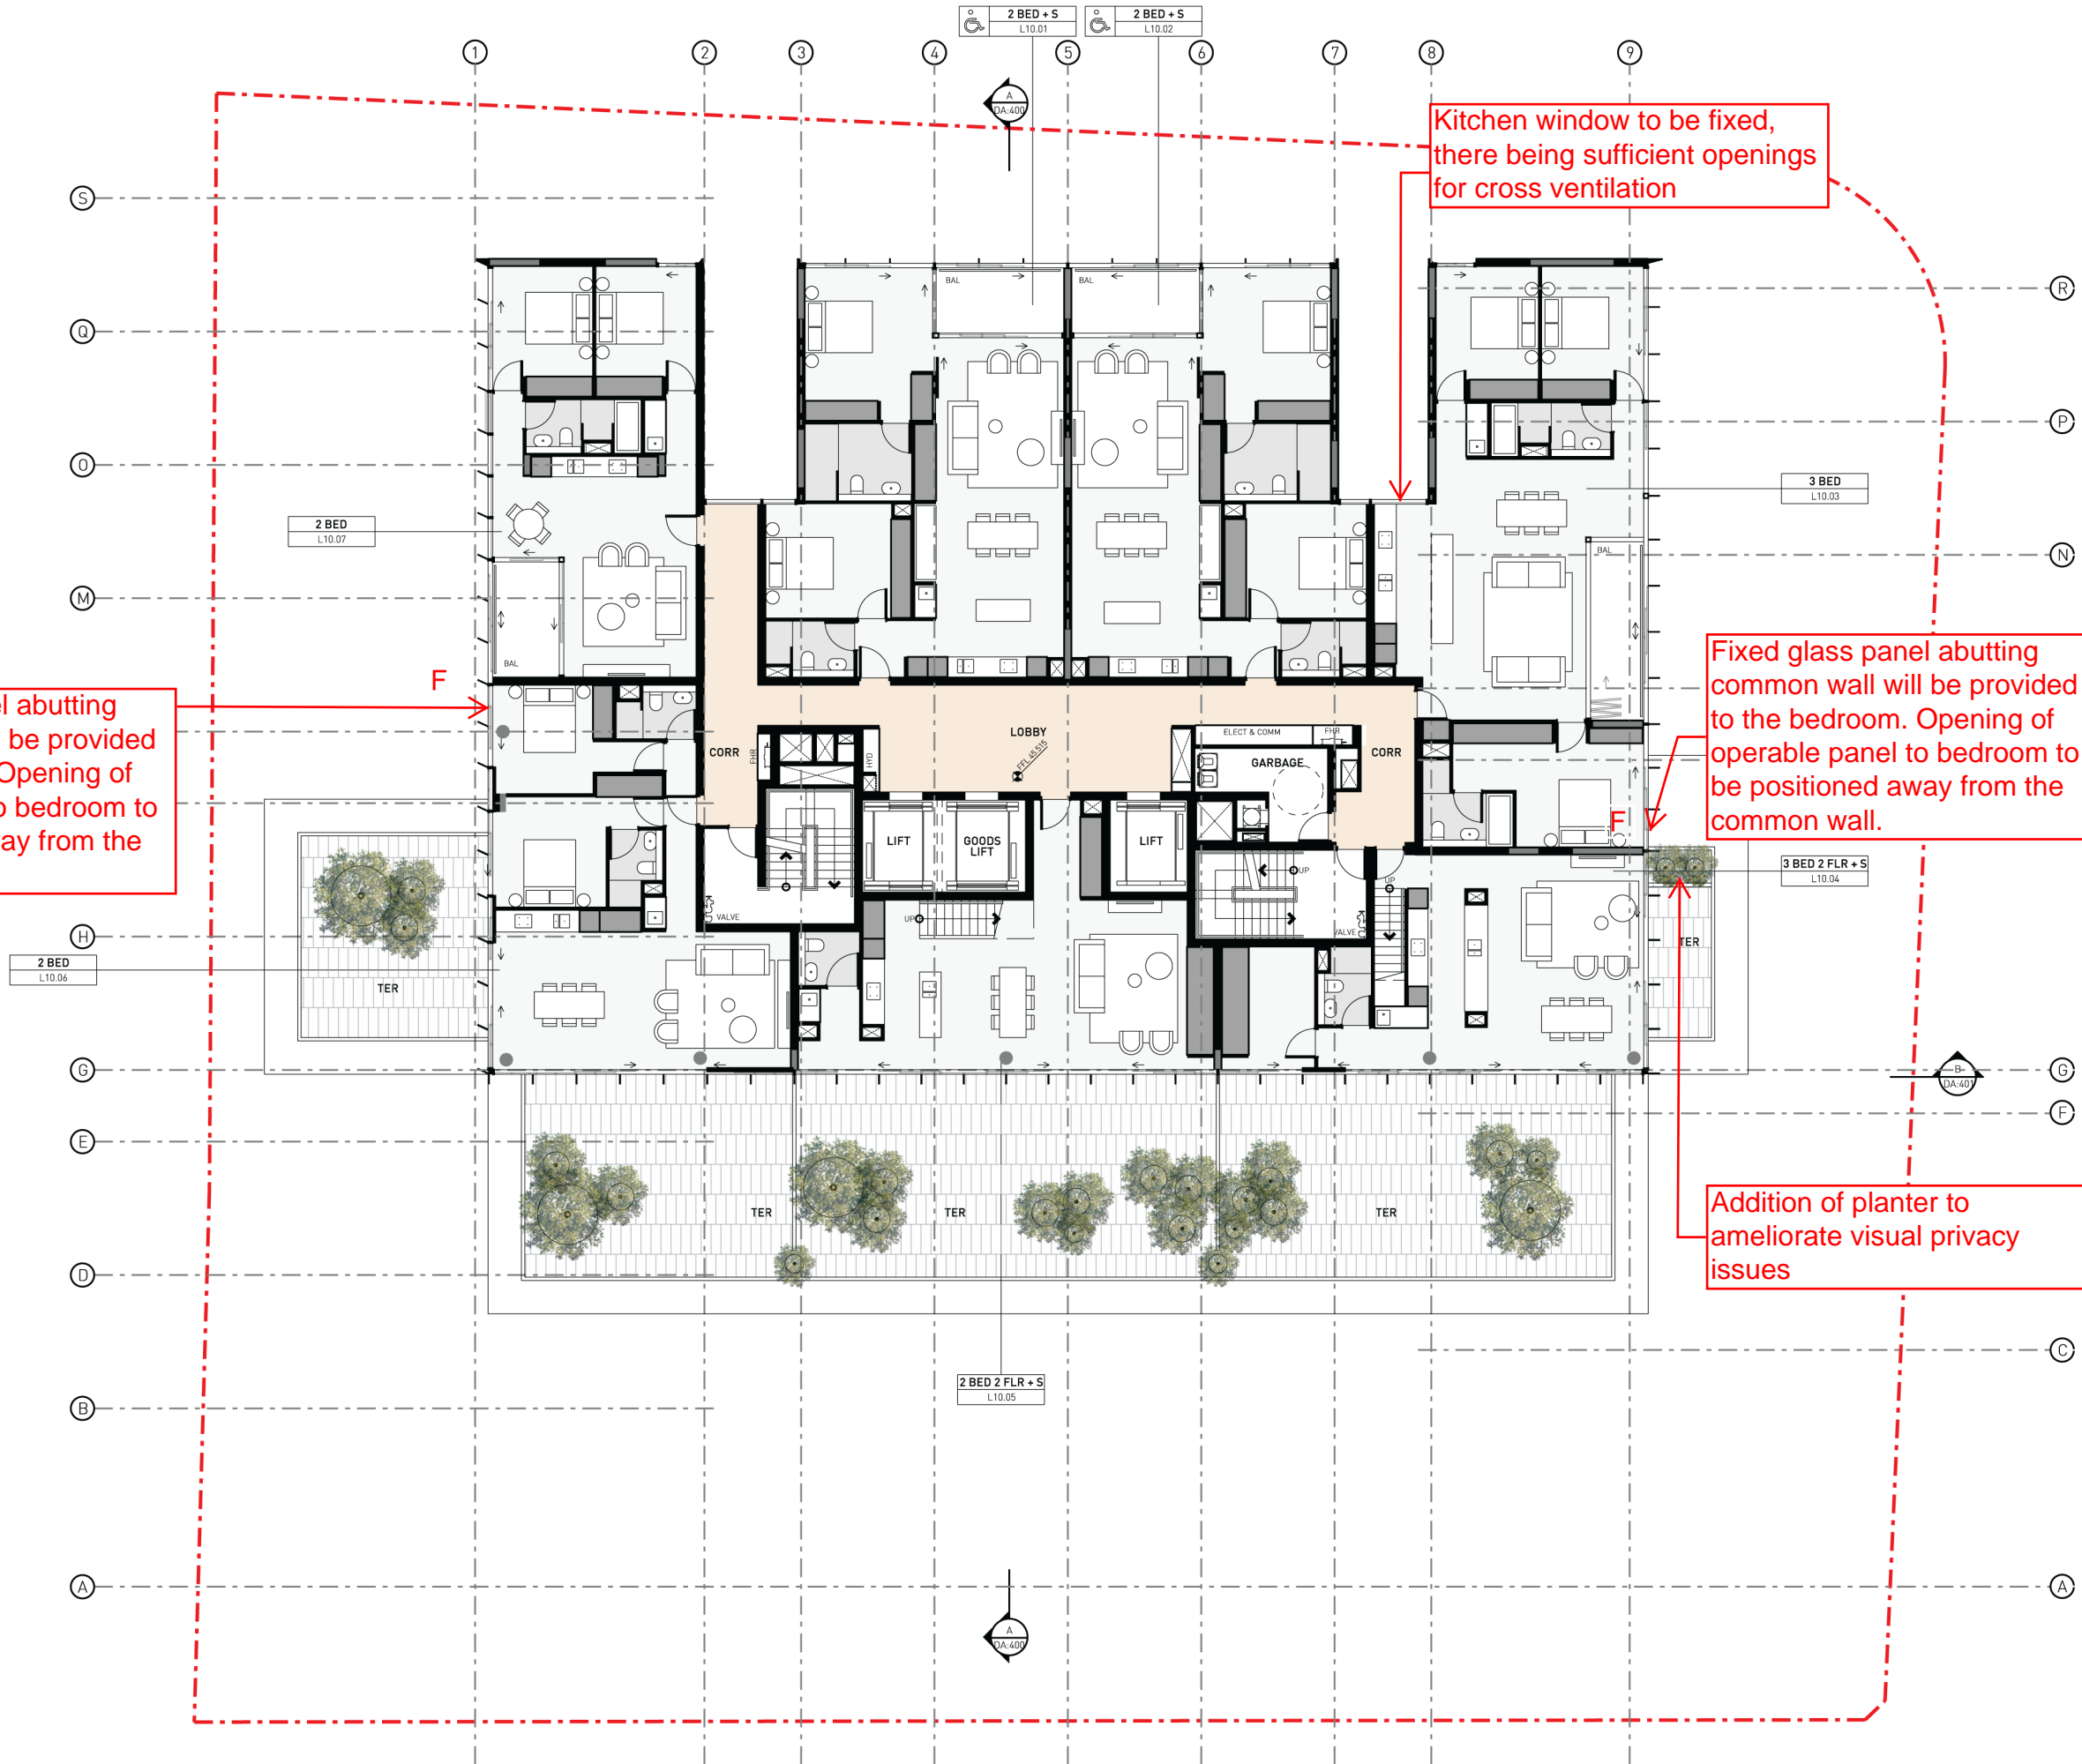 2 BED + S
L10.01
2 BED + S
L10.02
1
2
3
4
5
6
7
8
9
A
DA:400
Kitchen window to be fixed,
there being sufficient openings
for cross ventilation
S
R
Q
P
O
N
M
BAL
BAL
3 BED
L10.03
2 BED
L10.07
BAL
BAL
F
abutting
be provided
Opening of
bedroom to
from the
Fixed glass panel abutting
common wall will be provided
to the bedroom. Opening of
operable panel to bedroom to
be positioned away from the
common wall.
F
CORR
FHR
HYD
LOBBY
FFL 45.515
ELECT & COMM
FHR
GARBAGE
CORR
LIFT
GOODS
LIFT
LIFT
UP
UP
UP
VALVE
VALVE
3 BED 2 FLR + S
L10.04
H
2 BED
L10.06
TER
TER
G
G
B
DA:401
F
E
TER
TER
TER
Addition of planter to
ameliorate visual privacy
issues
D
C
2 BED 2 FLR + S
L10.05
B
A
A
A
DA:400